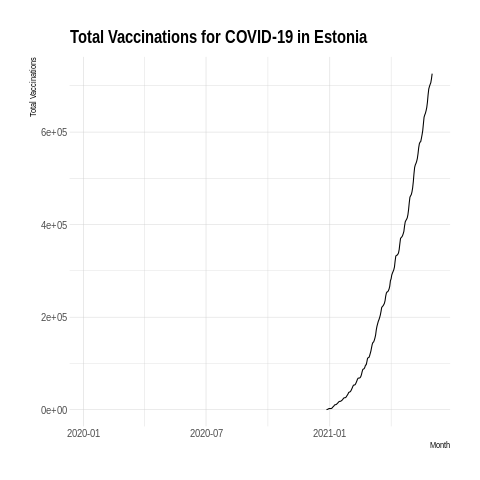 Total Vaccinations for COVID-19 in Estonia
Total Vaccinations
6e+05
4e+05
2e+05
0e+00
2020-01 2020-07 2021-01
Month